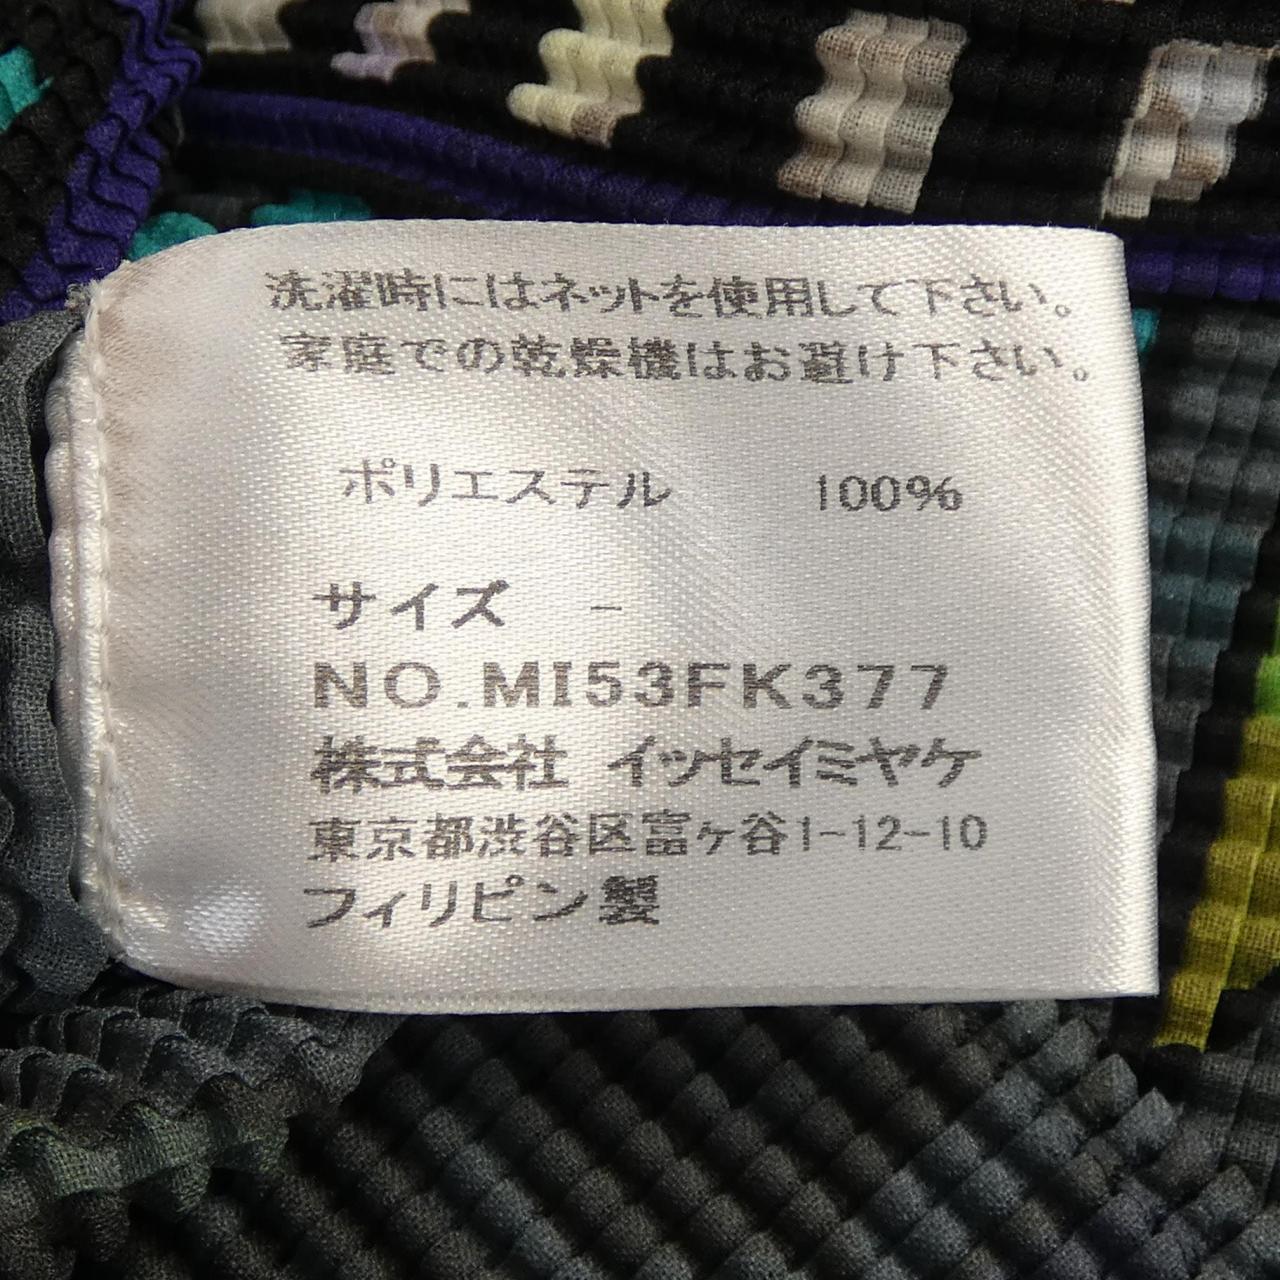 洗濯時にはネットを使用して下さい。
家庭での乾燥機はお避け下さい。
ポリエステル 100%
サイズ -
NO.MI53FK377
株式会社 イッセイミヤケ
東京都渋谷区富ヶ谷1-12-10
フィリピン製